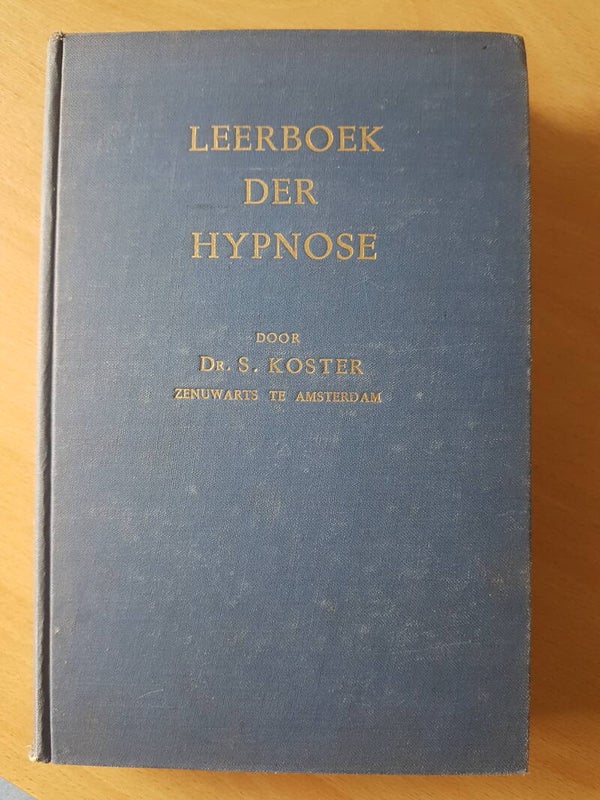 LEERBOEK
DER
HYPNOSE
DOOR
DR. S. KOSTER
ZENUWARTS TE AMSTERDAM